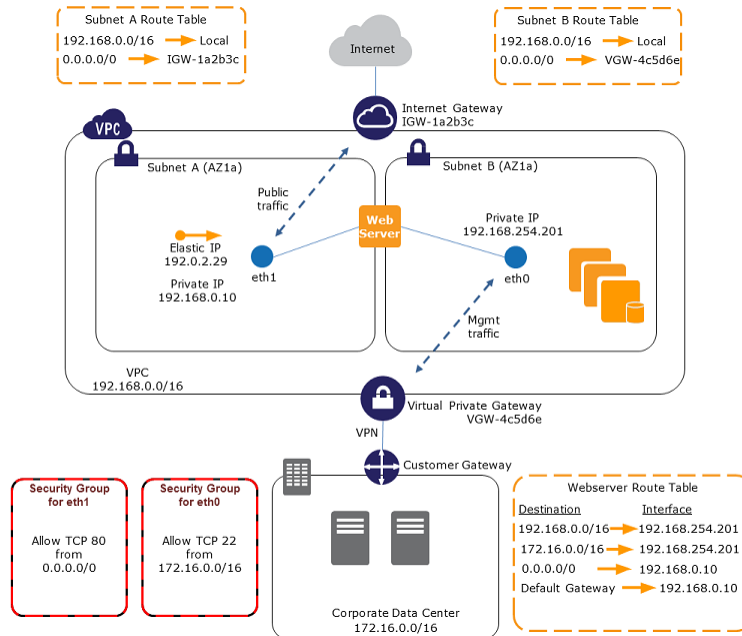 Subnet A Route Table
192.168.0.0/16 Local
0.0.0.0/0 IGW-1a2b3c
Internet
Subnet B Route Table
192.168.0.0/16 Local
0.0.0.0/0 VGW-4c5d6e
Internet Gateway
IGW-1a2b3c
VPC
Subnet A (AZ1a)
Public
traffic
Elastic IP
192.0.2.29
Private IP
192.168.0.10
eth1
Web
Server
Subnet B (AZ1a)
Private IP
192.168.254.201
eth0
Mgmt
traffic
VPC
192.168.0.0/16
Virtual Private Gateway
VGW-4c5d6e
VPN
Customer Gateway
Security Group
for eth1
Allow TCP 80
from
0.0.0.0/0
Security Group
for eth0
Allow TCP 22
from
172.16.0.0/16
Corporate Data Center
172.16.0.0/16
Webserver Route Table
Destination Interface
192.168.0.0/16 192.168.254.201
172.16.0.0/16 192.168.254.201
0.0.0.0/0 192.168.0.10
Default Gateway 192.168.0.10